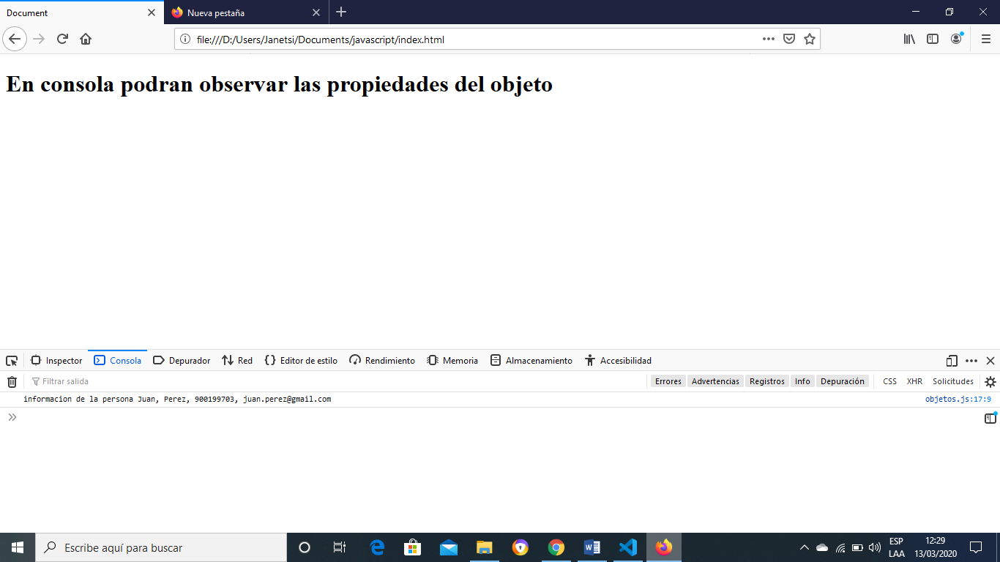 Document
Nueva pestaña
file:///D:/Users/Janetsi/Documents/javascript/index.html
En consola podran observar las propiedades del objeto
Inspector
Consola
Depurador
Red
Editor de estilo
Rendimiento
Memoria
Almacenamiento
Accesibilidad
Filtrar salida
Errores
Advertencias
Registros
Info
Depuración
CSS
XHR
Solicitudes
informacion de la persona Juan, Perez, 900199703, juan.perez@gmail.com
objetos.js:17:9
Escribe aquí para buscar
ESP
LAA
12:29
13/03/2020